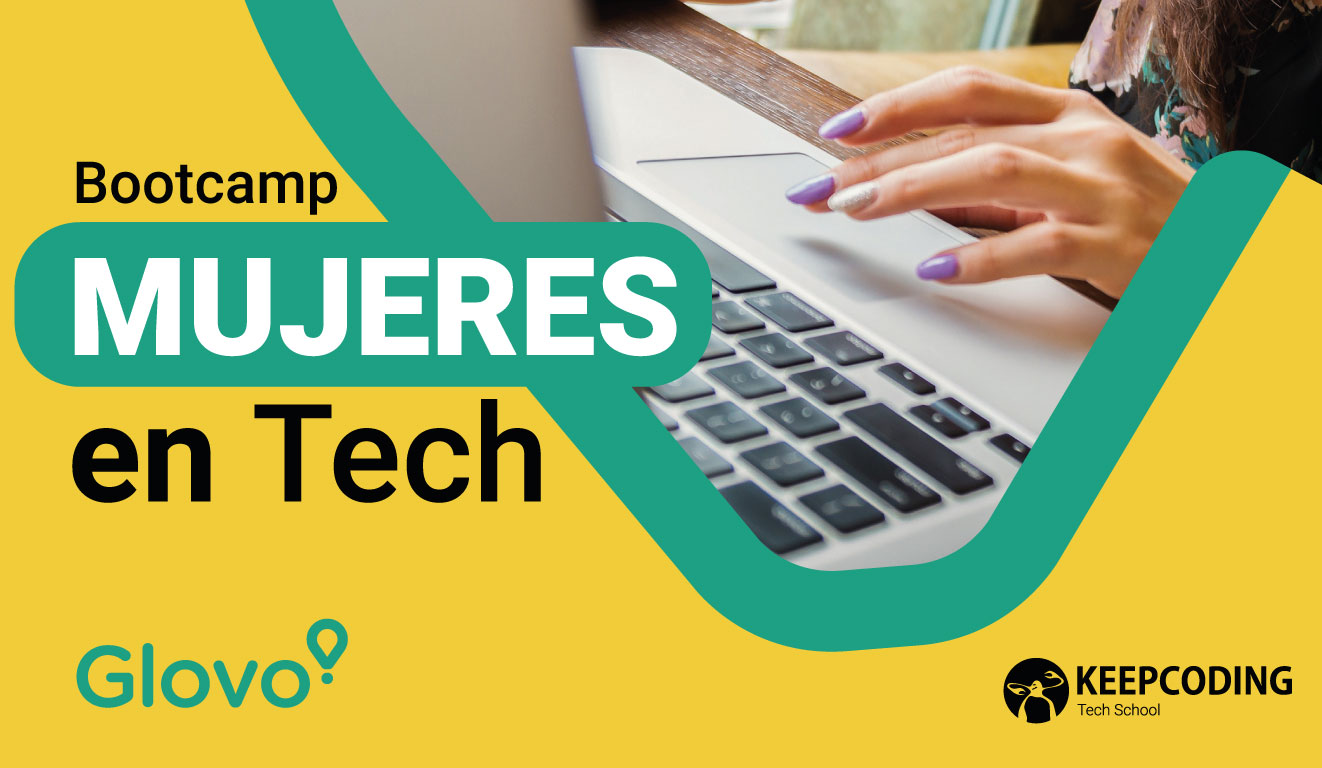 Bootcamp
MUJERES
en Tech
Glovo
KEEPCODING
Tech School